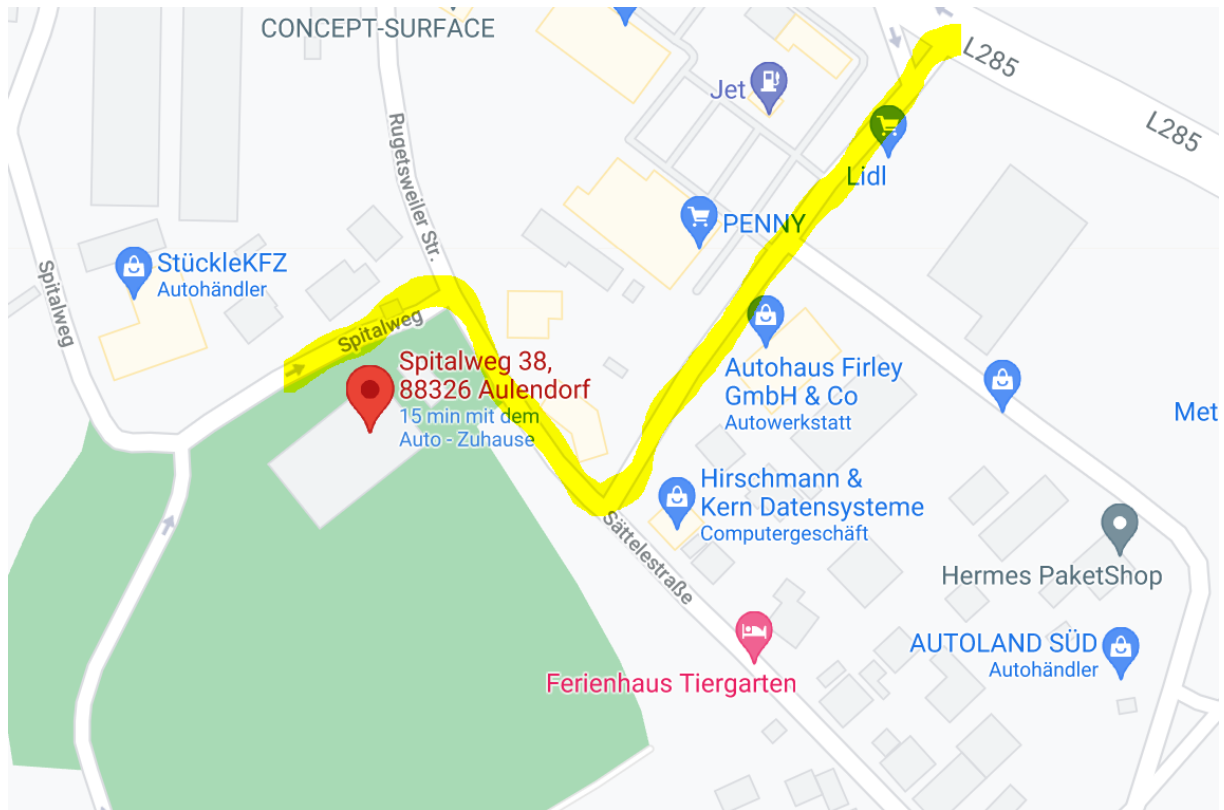 CONCEPT-SURFACE
L285
Jet
L285
Rugetsweiler Str.
Lidl
PENNY
StückleKFZ
Autohändler
Spitalweg
Spitalweg
Spitalweg 38,
88326 Aulendorf
15 min mit dem
Auto - Zuhause
Autohaus Firley
GmbH & Co
Autowerkstatt
Met
Hirschmann &
Kern Datensysteme
Computergeschäft
Sättelestraße
Hermes PaketShop
AUTOLAND SÜD
Autohändler
Ferienhaus Tiergarten